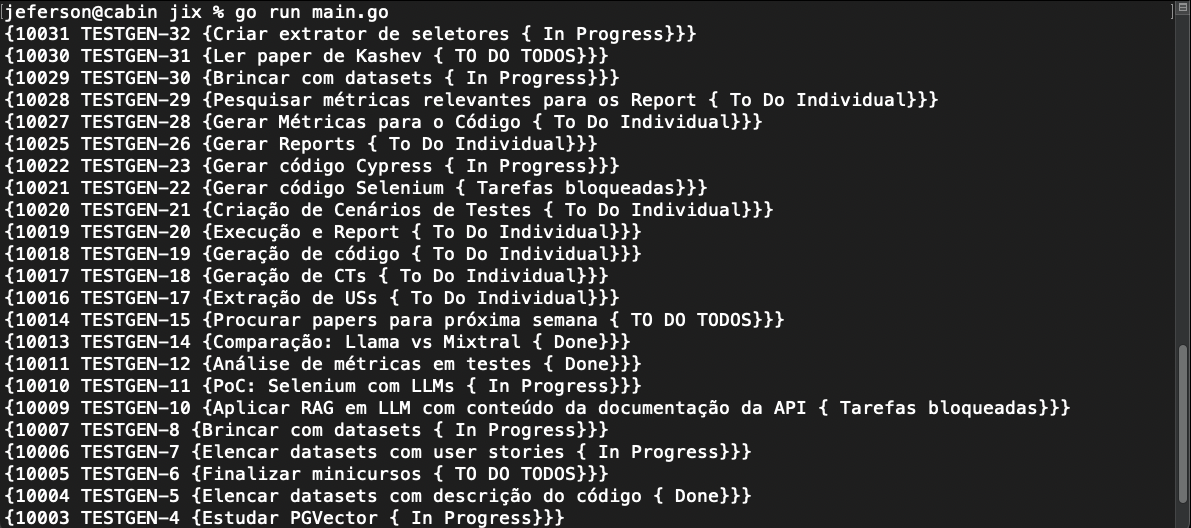 [jeferson@cabin jix % go run main.go ]
{10031 TESTGEN-32 {Criar extrator de seletores { In Progress}}}
{10030 TESTGEN-31 {Ler paper de Kashev { TO DO TODOS}}}
{10029 TESTGEN-30 {Brincar com datasets { In Progress}}}
{10028 TESTGEN-29 {Pesquisar métricas relevantes para os Report { To Do Individual}}}
{10027 TESTGEN-28 {Gerar Métricas para o Código { To Do Individual}}}
{10025 TESTGEN-26 {Gerar Reports { To Do Individual}}}
{10022 TESTGEN-23 {Gerar código Cypress { In Progress}}}
{10021 TESTGEN-22 {Gerar código Selenium { Tarefas bloqueadas}}}
{10020 TESTGEN-21 {Criação de Cenários de Testes { To Do Individual}}}
{10019 TESTGEN-20 {Execução e Report { To Do Individual}}}
{10018 TESTGEN-19 {Geração de código { To Do Individual}}}
{10017 TESTGEN-18 {Geração de CTs { To Do Individual}}}
{10016 TESTGEN-17 {Extração de USs { To Do Individual}}}
{10014 TESTGEN-15 {Procurar papers para próxima semana { TO DO TODOS}}}
{10013 TESTGEN-14 {Comparação: Llama vs Mixtral { Done}}}
{10011 TESTGEN-12 {Análise de métricas em testes { Done}}}
{10010 TESTGEN-11 {PoC: Selenium com LLMs { In Progress}}}
{10009 TESTGEN-10 {Aplicar RAG em LLM com conteúdo da documentação da API { Tarefas bloqueadas}}}
{10007 TESTGEN-8 {Brincar com datasets { In Progress}}}
{10006 TESTGEN-7 {Elencar datasets com user stories { In Progress}}}
{10005 TESTGEN-6 {Finalizar minicursos { TO DO TODOS}}}
{10004 TESTGEN-5 {Elencar datasets com descrição do código { Done}}}
{10003 TESTGEN-4 {Estudar PGVector { In Progress}}}